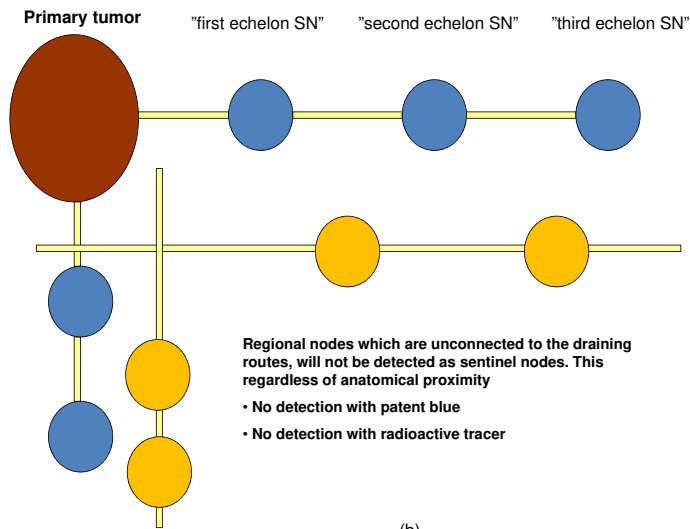 Primary tumor
”first echelon SN”
”second echelon SN”
”third echelon SN”
Regional nodes which are unconnected to the draining
routes, will not be detected as sentinel nodes. This
regardless of anatomical proximity
• No detection with patent blue
• No detection with radioactive tracer